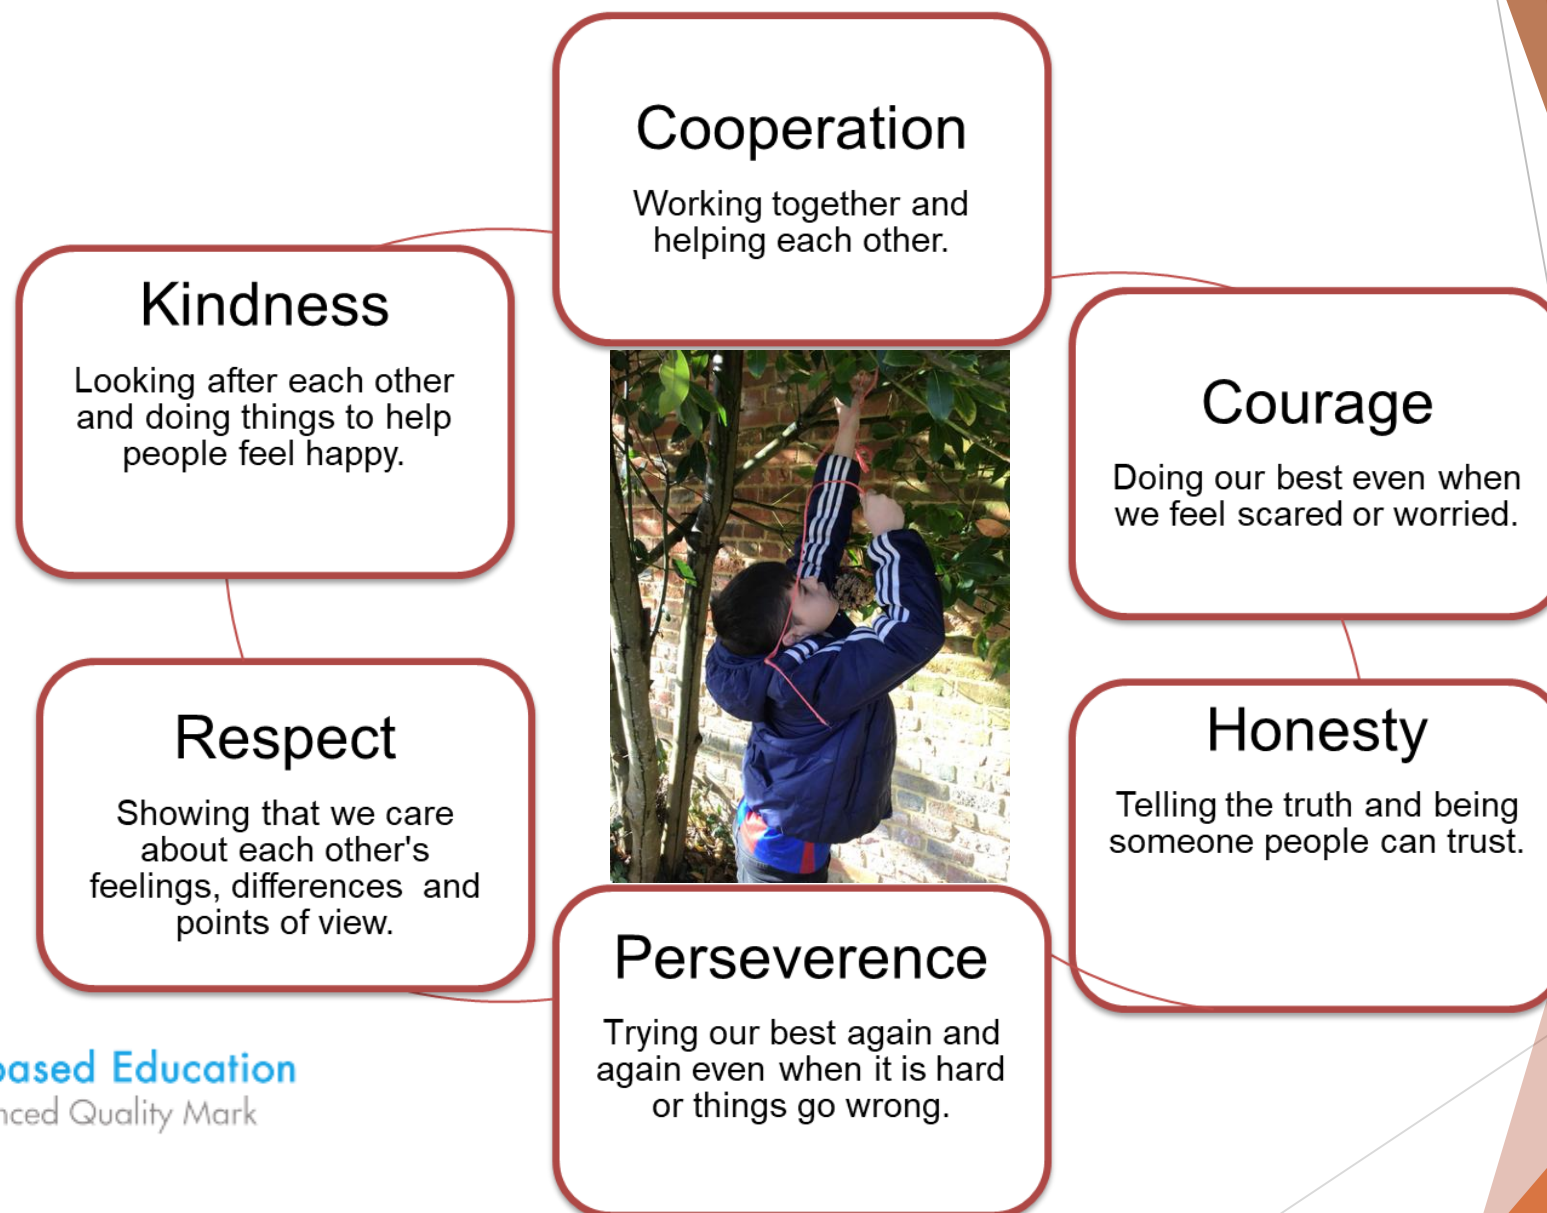 Cooperation
Working together and
helping each other.
Kindness
Looking after each other
and doing things to help
people feel happy.
Courage
Doing our best even when
we feel scared or worried.
Respect
Showing that we care
about each other's
feelings, differences  and
points of view.
Honesty
Telling the truth and being
someone people can trust.
Perseverence
Trying our best again and
again even when it is hard
or things go wrong.
Education
Quality Mark